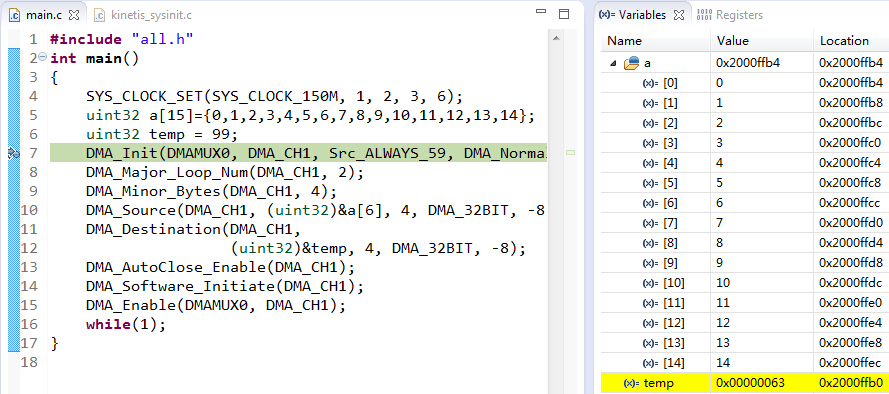 main.c
kinetis_sysinit.c
1 #include "all.h"
2 int main()
3 {
4 SYS_CLOCK_SET(SYS_CLOCK_150M, 1, 2, 3, 6);
5 uint32 a[15]={0,1,2,3,4,5,6,7,8,9,10,11,12,13,14};
6 uint32 temp = 99;
7 DMA_Init(DMAMUX0, DMA_CH1, Src_ALWAYS_59, DMA_Norma
8 DMA_Major_Loop_Num(DMA_CH1, 2);
9 DMA_Minor_Bytes(DMA_CH1, 4);
10 DMA_Source(DMA_CH1, (uint32)&a[6], 4, DMA_32BIT, -8
11 DMA_Destination(DMA_CH1,
12 (uint32)&temp, 4, DMA_32BIT, -8);
13 DMA_AutoClose_Enable(DMA_CH1);
14 DMA_Software_Initiate(DMA_CH1);
15 DMA_Enable(DMAMUX0, DMA_CH1);
16 while(1);
17 }
18
(x)= Variables
1010 0101 Registers
Name Value Location
a 0x2000ffb4 0x2000ffb4
(x)= [0] 0 0x2000ffb4
(x)= [1] 1 0x2000ffb8
(x)= [2] 2 0x2000ffbc
(x)= [3] 3 0x2000ffc0
(x)= [4] 4 0x2000ffc4
(x)= [5] 5 0x2000ffc8
(x)= [6] 6 0x2000ffcc
(x)= [7] 7 0x2000ffd0
(x)= [8] 8 0x2000ffd4
(x)= [9] 9 0x2000ffd8
(x)= [10] 10 0x2000ffdc
(x)= [11] 11 0x2000ffe0
(x)= [12] 12 0x2000ffe4
(x)= [13] 13 0x2000ffe8
(x)= [14] 14 0x2000ffec
(x)= temp 0x00000063 0x2000ffb0